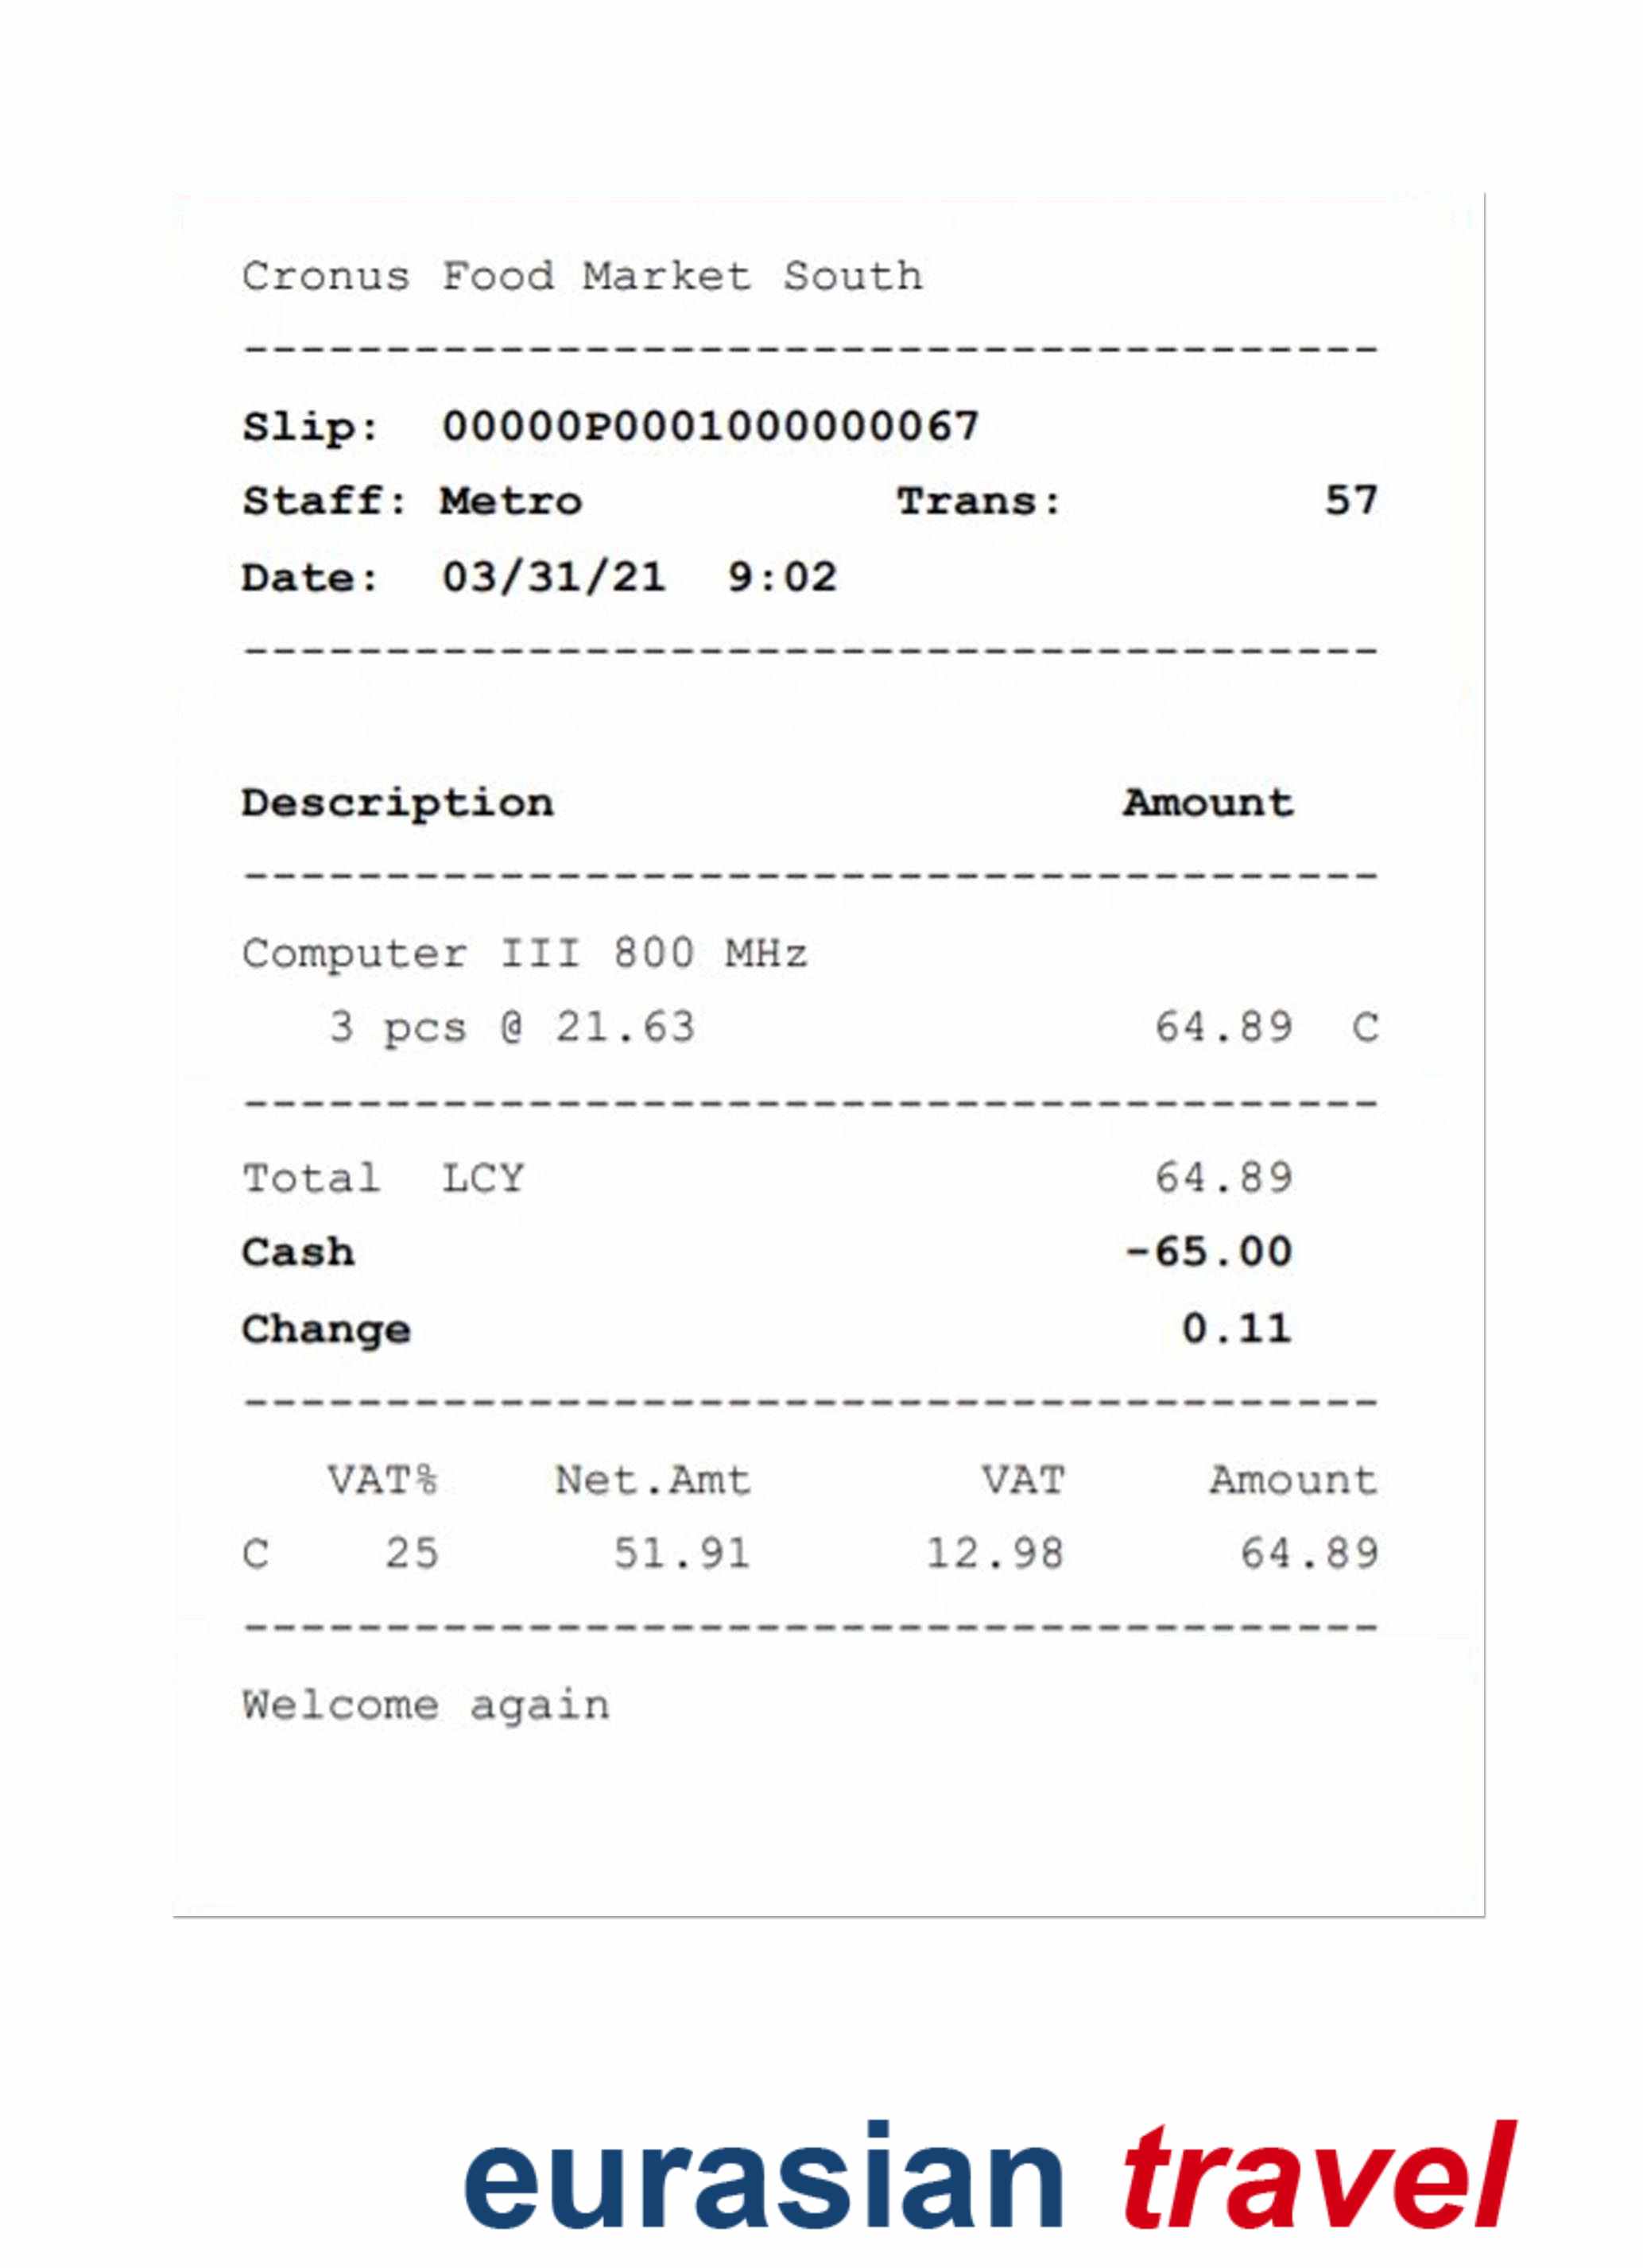 Cronus Food Market South
----------------------------------------
Slip: 00000P0001000000067
Staff: Metro Trans: 57
Date: 03/31/21 9:02
----------------------------------------
Description Amount
----------------------------------------
Computer III 800 MHz
3 pcs @ 21.63 64.89 C
----------------------------------------
Total LCY 64.89
Cash -65.00
Change 0.11
----------------------------------------
VAT% Net.Amt VAT Amount
C 25 51.91 12.98 64.89
----------------------------------------
Welcome again
eurasian travel